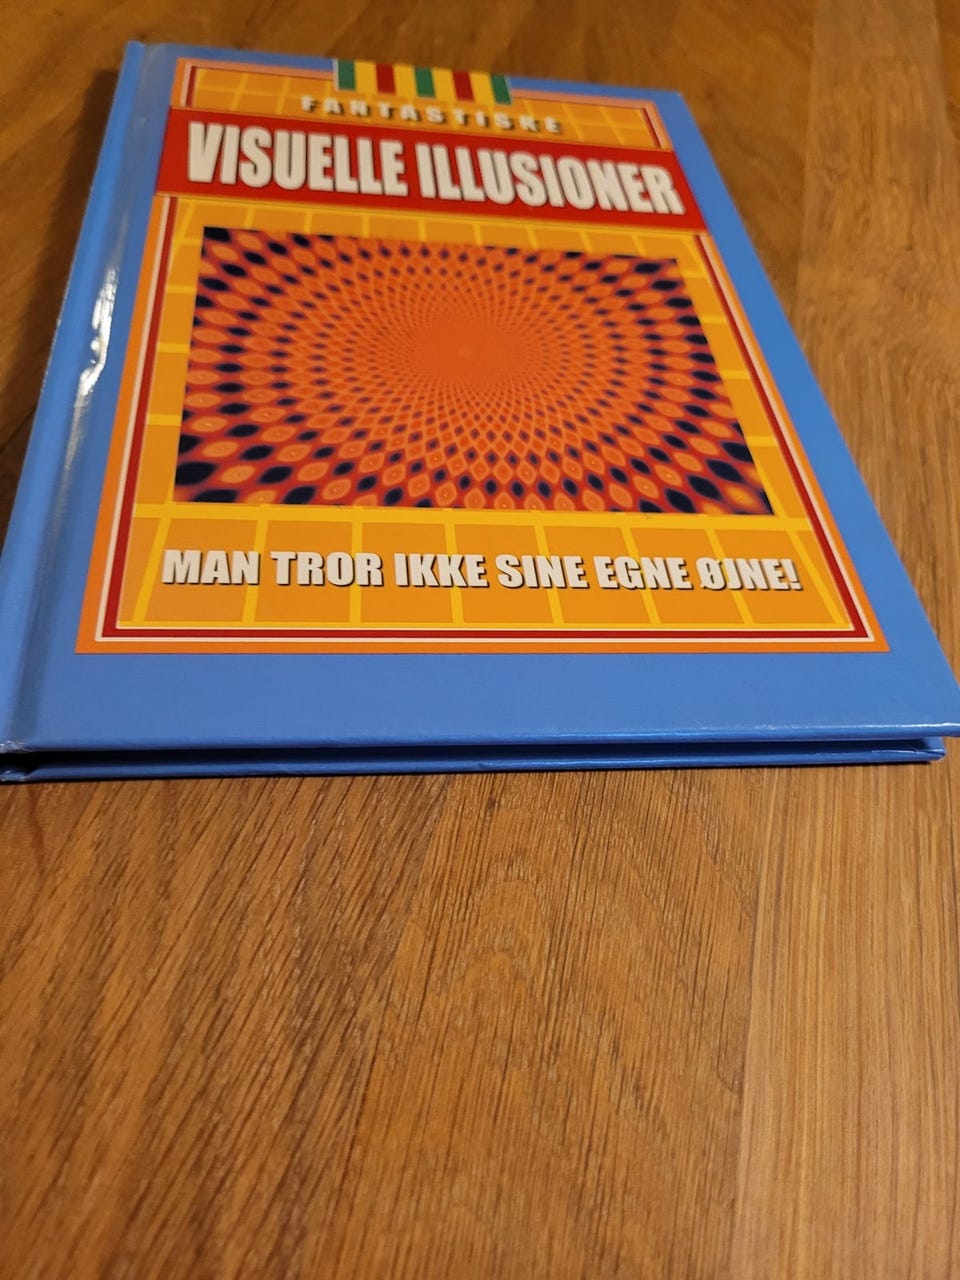 FANTASTISKE
VISUELLE ILLUSIONER
MAN TROR IKKE SINE EGNE ØJNE!